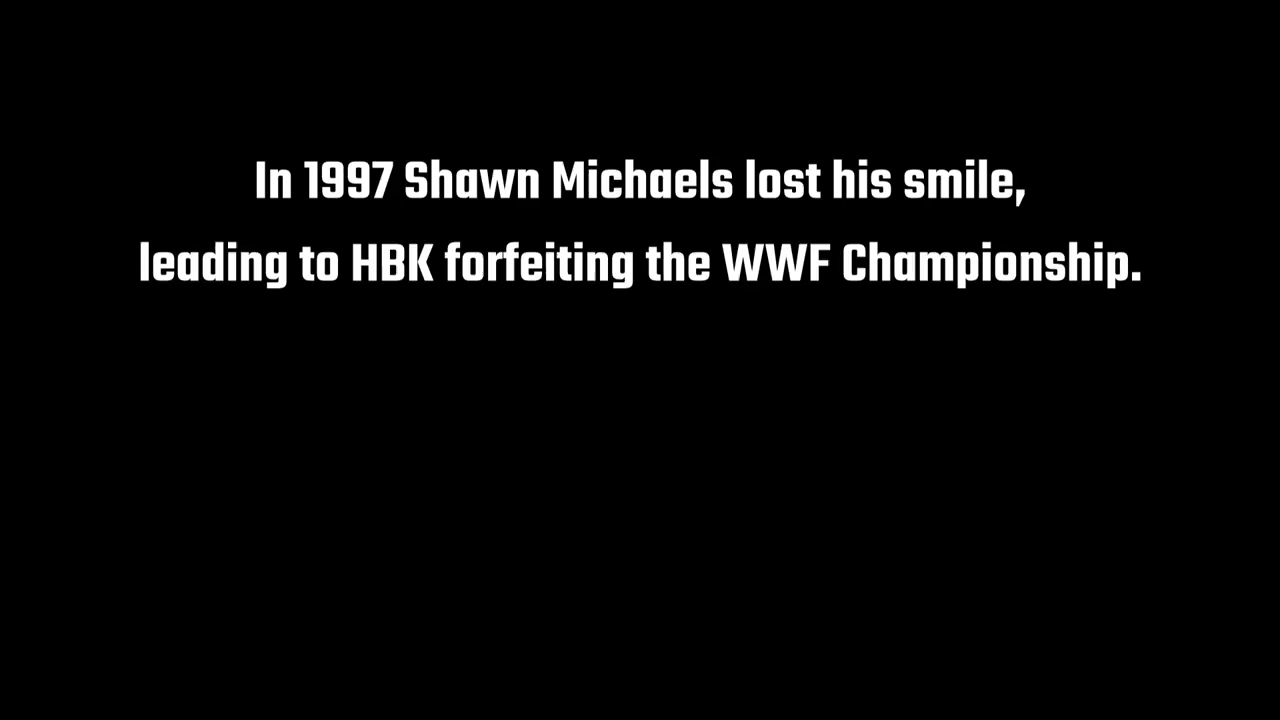 In 1997 Shawn Michaels lost his smile,
leading to HBK forfeiting the WWF Championship.